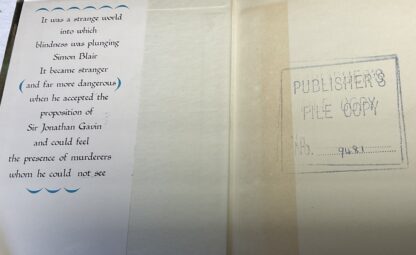 It was a strange world
into which
blindness was plunging
Simon Blair
It became stranger
(and far more dangerous)
when he accepted the
proposition of
Sir Jonathan Gavin
and could feel
the presence of murderers
whom he could not see
PUBLISHER'S
FILE COPY
No. 9481